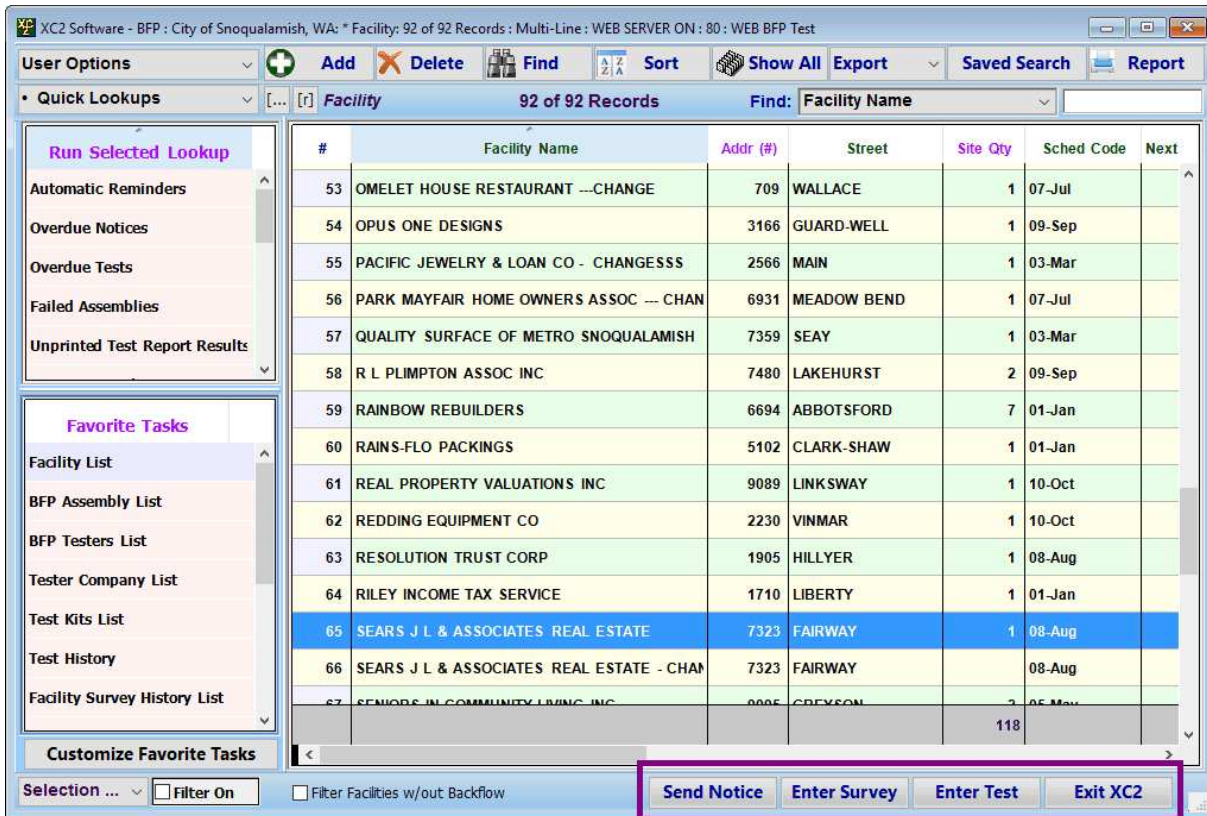 XC2 Software - BFP : City of Snoqualamish, WA: * Facility: 92 of 92 Records : Multi-Line : WEB SERVER ON : 80 : WEB BFP Test
User Options Add Delete Find Sort Show All Export Saved Search Report
• Quick Lookups [... [r] Facility 92 of 92 Records Find: Facility Name
Run Selected Lookup
Automatic Reminders
Overdue Notices
Overdue Tests
Failed Assemblies
Unprinted Test Report Results
Favorite Tasks
Facility List
BFP Assembly List
BFP Testers List
Tester Company List
Test Kits List
Test History
Facility Survey History List
Customize Favorite Tasks
# Facility Name Addr (#) Street Site Qty Sched Code Next
53 OMELET HOUSE RESTAURANT ---CHANGE 709 WALLACE 1 07-Jul
54 OPUS ONE DESIGNS 3166 GUARD-WELL 1 09-Sep
55 PACIFIC JEWELRY & LOAN CO - CHANGESSS 2566 MAIN 1 03-Mar
56 PARK MAYFAIR HOME OWNERS ASSOC --- CHAN 6931 MEADOW BEND 1 07-Jul
57 QUALITY SURFACE OF METRO SNOQUALAMISH 7359 SEAY 1 03-Mar
58 R L PLIMPTON ASSOC INC 7480 LAKEHURST 2 09-Sep
59 RAINBOW REBUILDERS 6694 ABBOTSFORD 7 01-Jan
60 RAINS-FLO PACKINGS 5102 CLARK-SHAW 1 01-Jan
61 REAL PROPERTY VALUATIONS INC 9089 LINKSWAY 1 10-Oct
62 REDDING EQUIPMENT CO 2230 VINMAR 1 10-Oct
63 RESOLUTION TRUST CORP 1905 HILLYER 1 08-Aug
64 RILEY INCOME TAX SERVICE 1710 LIBERTY 1 01-Jan
65 SEARS J L & ASSOCIATES REAL ESTATE 7323 FAIRWAY 1 08-Aug
66 SEARS J L & ASSOCIATES REAL ESTATE - CHAN 7323 FAIRWAY 08-Aug
67 SENIORS IN COMMUNITY LIVING INC GREYSON 05-May
118
Selection ... Filter On Filter Facilities w/out Backflow Send Notice Enter Survey Enter Test Exit XC2